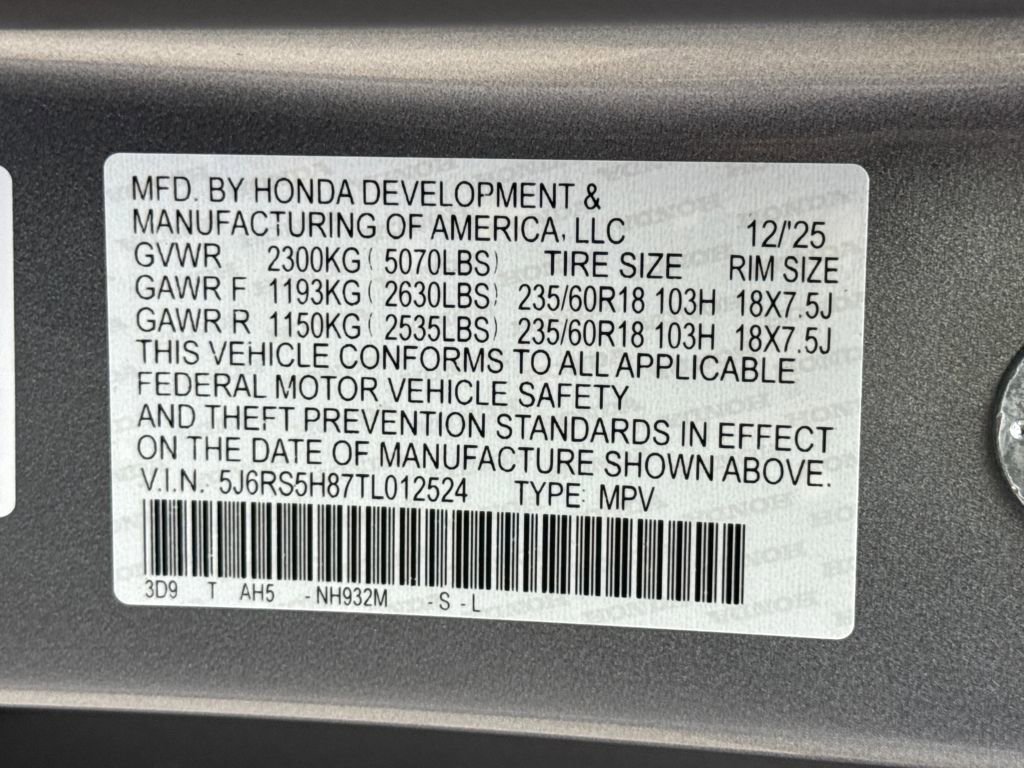 MFD. BY HONDA DEVELOPMENT &
MANUFACTURING OF AMERICA, LLC 12/'25
GVWR 2300KG ( 5070LBS) TIRE SIZE RIM SIZE
GAWR F 1193KG ( 2630LBS) 235/60R18 103H 18X7.5J
GAWR R 1150KG ( 2535LBS) 235/60R18 103H 18X7.5J
THIS VEHICLE CONFORMS TO ALL APPLICABLE
FEDERAL MOTOR VEHICLE SAFETY
AND THEFT PREVENTION STANDARDS IN EFFECT
ON THE DATE OF MANUFACTURE SHOWN ABOVE.
V.I.N. 5J6RS5H87TL012524 TYPE: MPV
3D9 T AH5 -NH932M -S -L